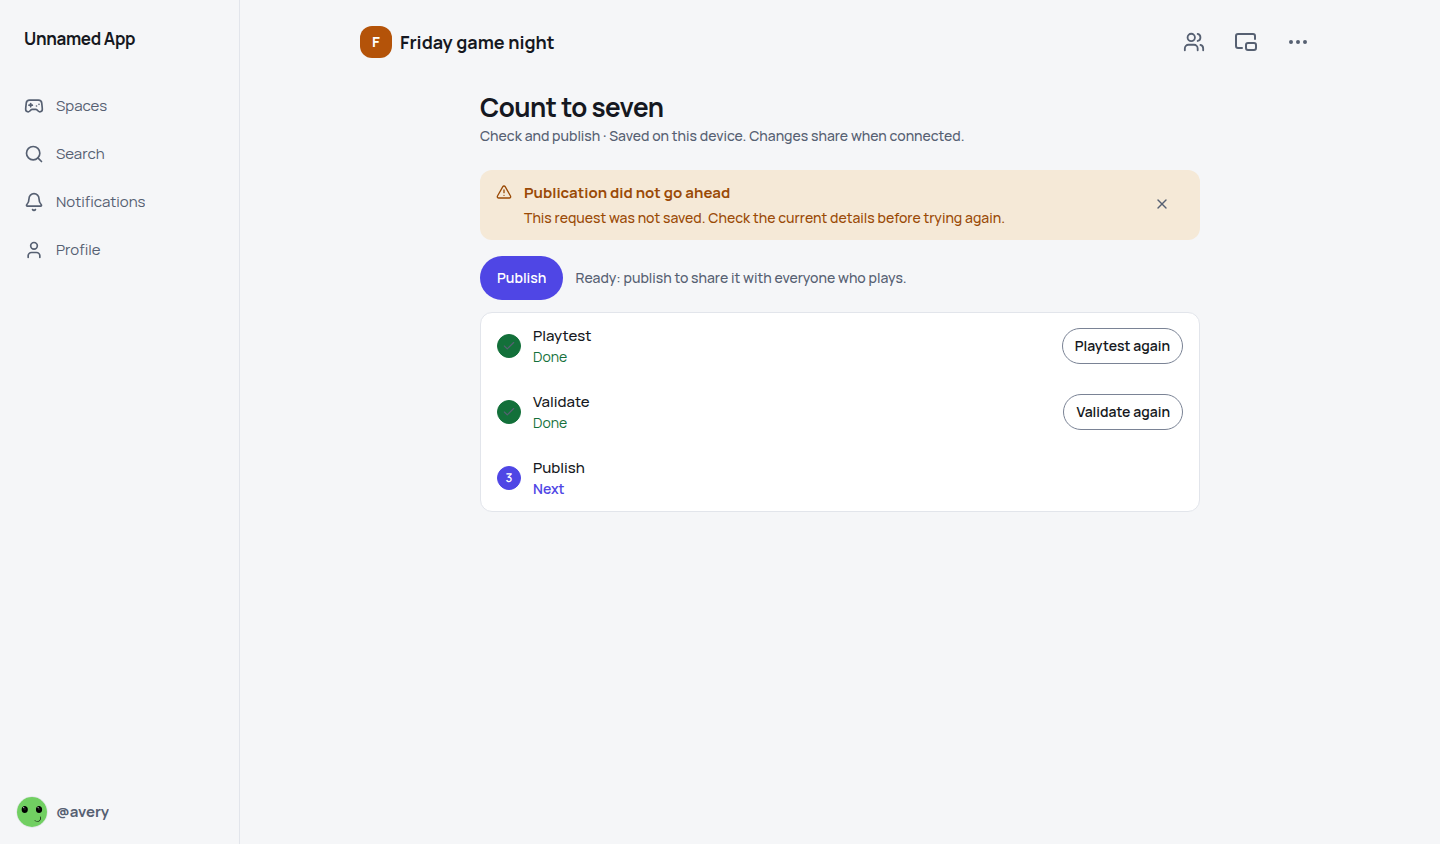 Unnamed App
Spaces
Search
Notifications
Profile
@avery
F Friday game night
Count to seven
Check and publish · Saved on this device. Changes share when connected.
Publication did not go ahead
This request was not saved. Check the current details before trying again.
Publish Ready: publish to share it with everyone who plays.
Playtest
Done
Playtest again
Validate
Done
Validate again
3 Publish
Next